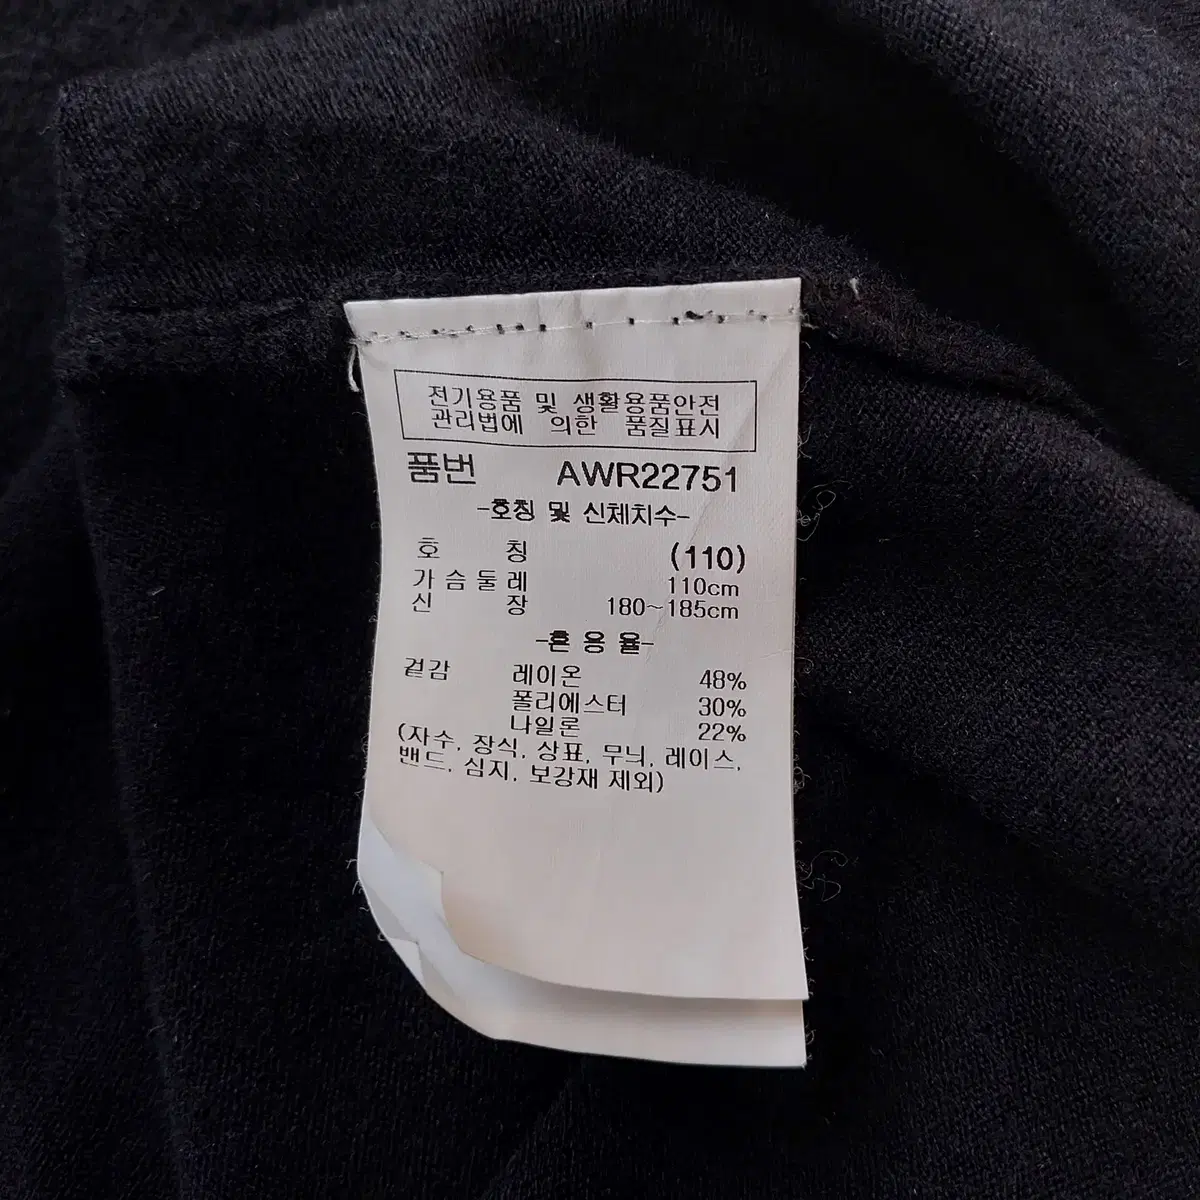 전기용품 및 생활용품안전
관리법에 의한 품질표시
품번 AWR22751
-호칭 및 신체치수-
호 칭 (110)
가슴둘레 110cm
신 장 180~185cm
-혼용율-
겉감 레이온 48%
폴리에스터 30%
나일론 22%
(자수, 장식, 상표, 무늬, 레이스,
밴드, 심지, 보강재 제외)